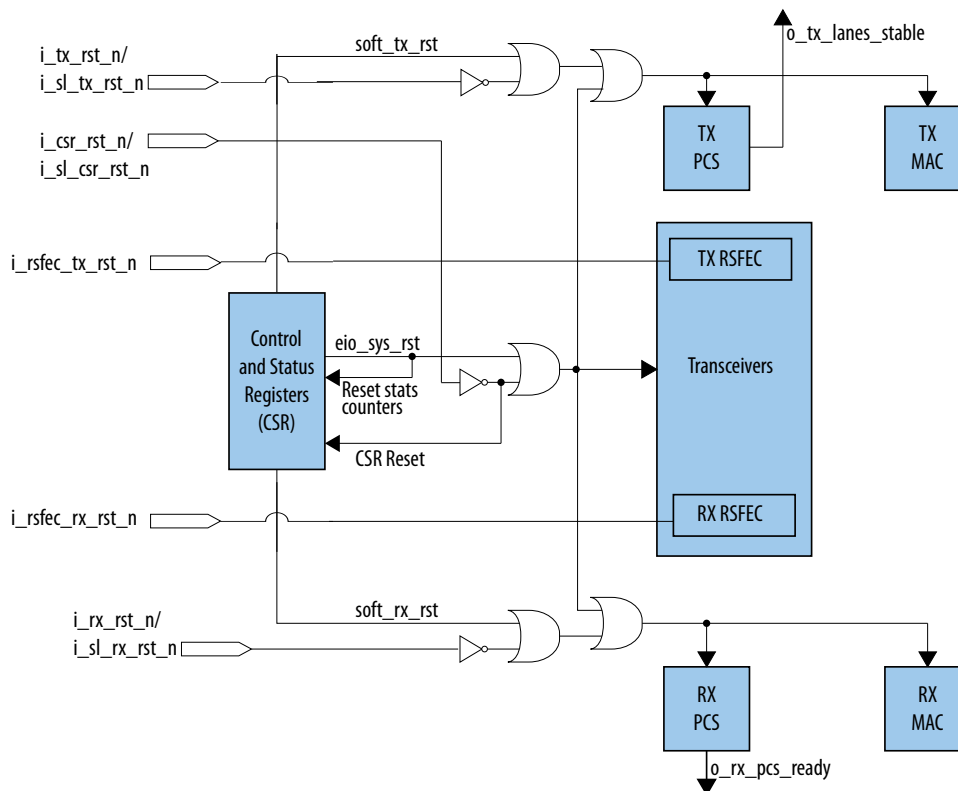 o_tx_lanes_stable
soft_tx_rst
i_tx_rst_n/
i_sl_tx_rst_n
i_csr_rst_n/
i_sl_csr_rst_n
TX
PCS
TX
MAC
i_rsfec_tx_rst_n
TX RSFEC
Control
and Status
Registers
(CSR)
eio_sys_rst
Reset stats
counters
CSR Reset
Transceivers
i_rsfec_rx_rst_n
RX RSFEC
i_rx_rst_n/
i_sl_rx_rst_n
soft_rx_rst
RX
PCS
RX
MAC
o_rx_pcs_ready